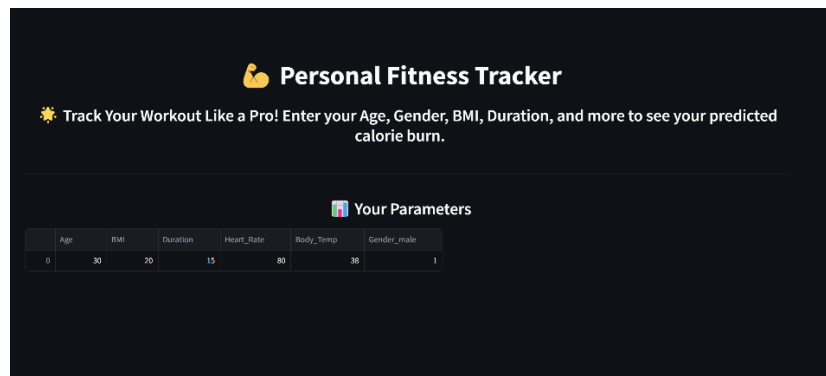 💪 Personal Fitness Tracker
🌟 Track Your Workout Like a Pro! Enter your Age, Gender, BMI, Duration, and more to see your predicted
calorie burn.
📊 Your Parameters
Age BMI Duration Heart_Rate Body_Temp Gender_male
0 30 20 15 80 38 1